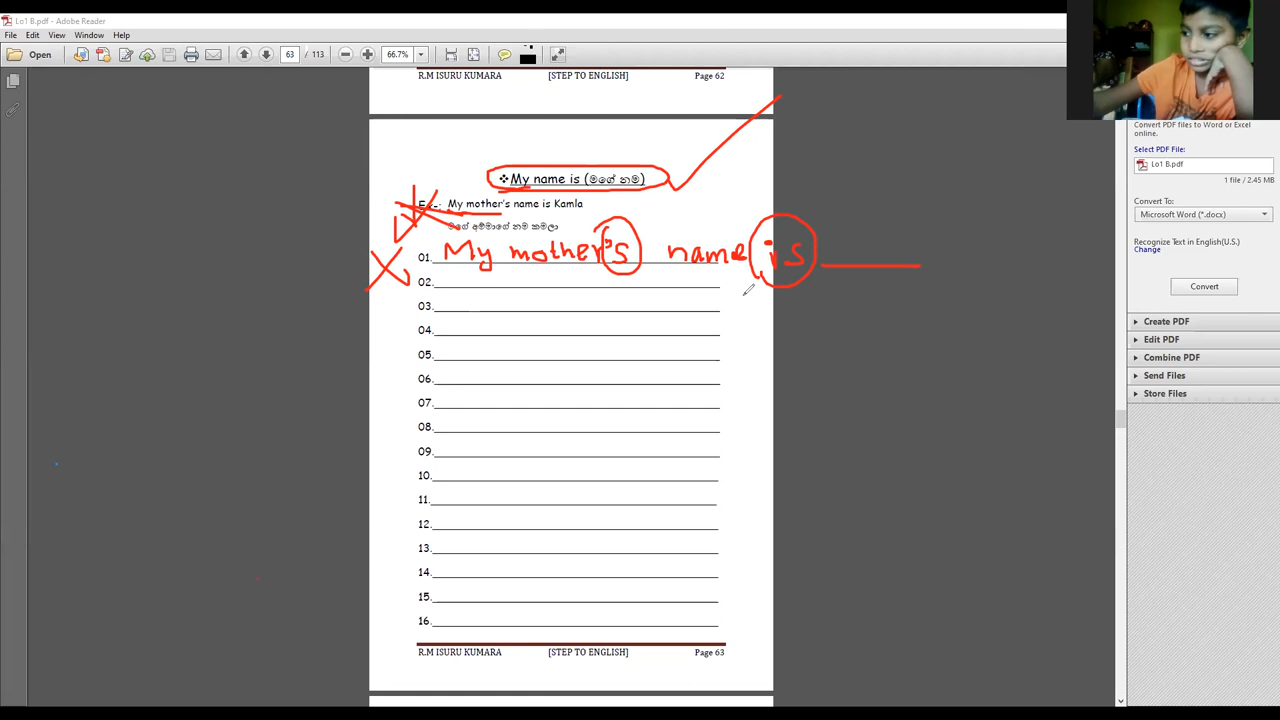 Lo1 B.pdf - Adobe Reader
File Edit View Window Help
Open 63 / 113 66.7%
R.M ISURU KUMARA [STEP TO ENGLISH] Page 62
❖My name is (මගේ නම)
Ex-: My mother's name is Kamla
මගේ අම්මාගේ නම කමලා
01. My mother's name is
02.
03.
04.
05.
06.
07.
08.
09.
10.
11.
12.
13.
14.
15.
16.
R.M ISURU KUMARA [STEP TO ENGLISH] Page 63
Convert PDF files to Word or Excel
online.
Select PDF File:
Lo1 B.pdf
1 file / 2.45 MB
Convert To:
Microsoft Word (*.docx)
Recognize Text in English(U.S.)
Change
Convert
Create PDF
Edit PDF
Combine PDF
Send Files
Store Files